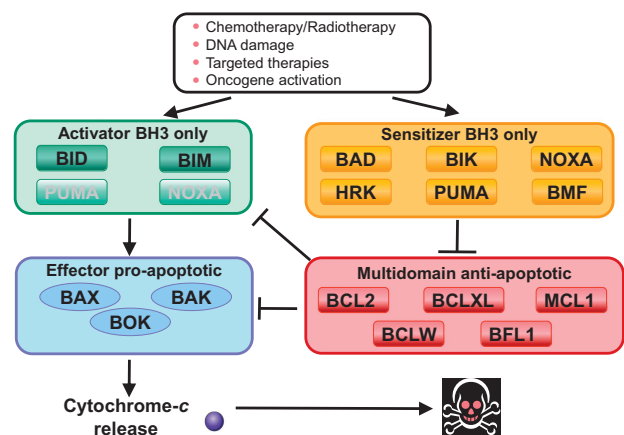 • Chemotherapy/Radiotherapy
• DNA damage
• Targeted therapies
• Oncogene activation
Activator BH3 only
BID BIM
PUMA NOXA
Sensitizer BH3 only
BAD BIK NOXA
HRK PUMA BMF
Effector pro-apoptotic
BAX BAK
BOK
Multidomain anti-apoptotic
BCL2 BCLXL MCL1
BCLW BFL1
Cytochrome-c
release